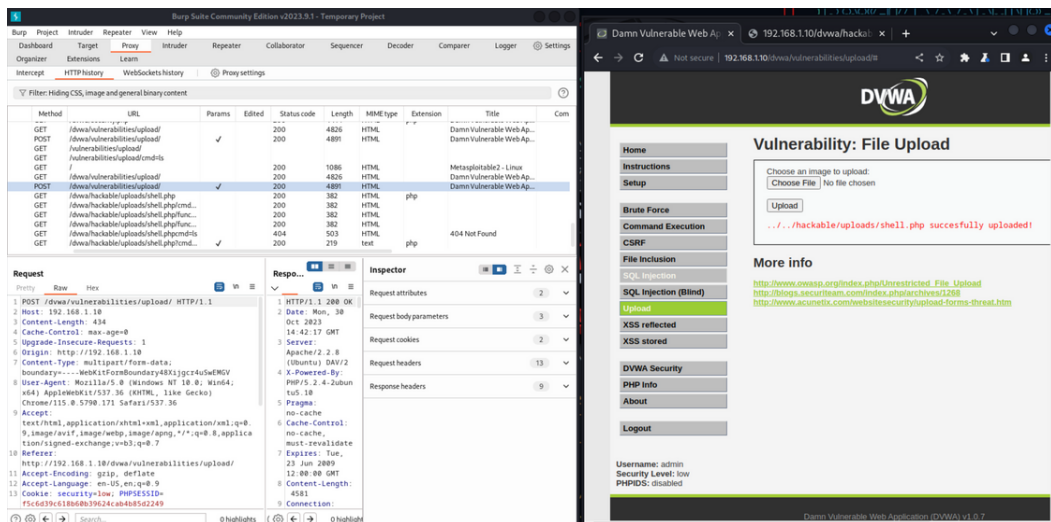 Burp Suite Community Edition v2023.9.1 - Temporary Project
Burp Project Intruder Repeater View Help
Dashboard Target Proxy Intruder Repeater Collaborator Sequencer Decoder Comparer Logger Settings
Organizer Extensions Learn
Intercept HTTP history WebSockets history Proxy settings
Filter: Hiding CSS, image and general binary content
Method URL Params Edited Status code Length MIME type Extension Title Com
GET /dvwa/vulnerabilities/upload/ 200 4826 HTML Damn Vulnerable Web Ap...
POST /dvwa/vulnerabilities/upload/ ✓ 200 4891 HTML Damn Vulnerable Web Ap...
GET /vulnerabilities/upload/
GET /vulnerabilities/upload/cmd=ls
GET / 200 1086 HTML Metasploitable2 - Linux
GET /dvwa/vulnerabilities/upload/ 200 4826 HTML Damn Vulnerable Web Ap...
POST /dvwa/vulnerabilities/upload/ ✓ 200 4891 HTML Damn Vulnerable Web Ap...
GET /dvwa/hackable/uploads/shell.php 200 382 HTML php
GET /dvwa/hackable/uploads/shell.php/cmd... 200 382 HTML
GET /dvwa/hackable/uploads/shell.php/func... 200 382 HTML
GET /dvwa/hackable/uploads/shell.php/func... 200 382 HTML
GET /dvwa/hackable/uploads/shell.phpcmd=ls 404 503 HTML 404 Not Found
GET /dvwa/hackable/uploads/shell.php?cmd... ✓ 200 219 text php
Request
Pretty Raw Hex
1 POST /dvwa/vulnerabilities/upload/ HTTP/1.1
2 Host: 192.168.1.10
3 Content-Length: 434
4 Cache-Control: max-age=0
5 Upgrade-Insecure-Requests: 1
6 Origin: http://192.168.1.10
7 Content-Type: multipart/form-data;
boundary=----WebKitFormBoundary48Xijgcr4uSwEMGV
8 User-Agent: Mozilla/5.0 (Windows NT 10.0; Win64;
x64) AppleWebKit/537.36 (KHTML, like Gecko)
Chrome/115.0.5790.171 Safari/537.36
9 Accept:
text/html,application/xhtml+xml,application/xml;q=0.
9,image/avif,image/webp,image/apng,*/*;q=0.8,applica
tion/signed-exchange;v=b3;q=0.7
10 Referer:
http://192.168.1.10/dvwa/vulnerabilities/upload/
11 Accept-Encoding: gzip, deflate
12 Accept-Language: en-US,en;q=0.9
13 Cookie: security=low; PHPSESSID=
f5c6d39c618b60b39624cab4b85d2249
Search... 0 highlights
Respo...
1 HTTP/1.1 200 OK
2 Date: Mon, 30
Oct 2023
14:42:17 GMT
3 Server:
Apache/2.2.8
(Ubuntu) DAV/2
4 X-Powered-By:
PHP/5.2.4-2ubun
tu5.10
5 Pragma:
no-cache
6 Cache-Control:
no-cache,
must-revalidate
7 Expires: Tue,
23 Jun 2009
12:00:00 GMT
8 Content-Length:
4581
9 Connection:
0 highlight
Inspector
Request attributes 2
Request body parameters 3
Request cookies 2
Request headers 13
Response headers 9
Damn Vulnerable Web Ap
192.168.1.10/dvwa/hackab
Not secure 192.168.1.10/dvwa/vulnerabilities/upload/#
DVWA
Home
Instructions
Setup
Brute Force
Command Execution
CSRF
File Inclusion
SQL Injection
SQL Injection (Blind)
Upload
XSS reflected
XSS stored
DVWA Security
PHP Info
About
Logout
Vulnerability: File Upload
Choose an image to upload:
Choose File No file chosen
Upload
../../hackable/uploads/shell.php succesfully uploaded!
More info
http://www.owasp.org/index.php/Unrestricted_File_Upload
http://blogs.securiteam.com/index.php/archives/1268
http://www.acunetix.com/websitesecurity/upload-forms-threat.htm
Username: admin
Security Level: low
PHPIDS: disabled
Damn Vulnerable Web Application (DVWA) v1.0.7